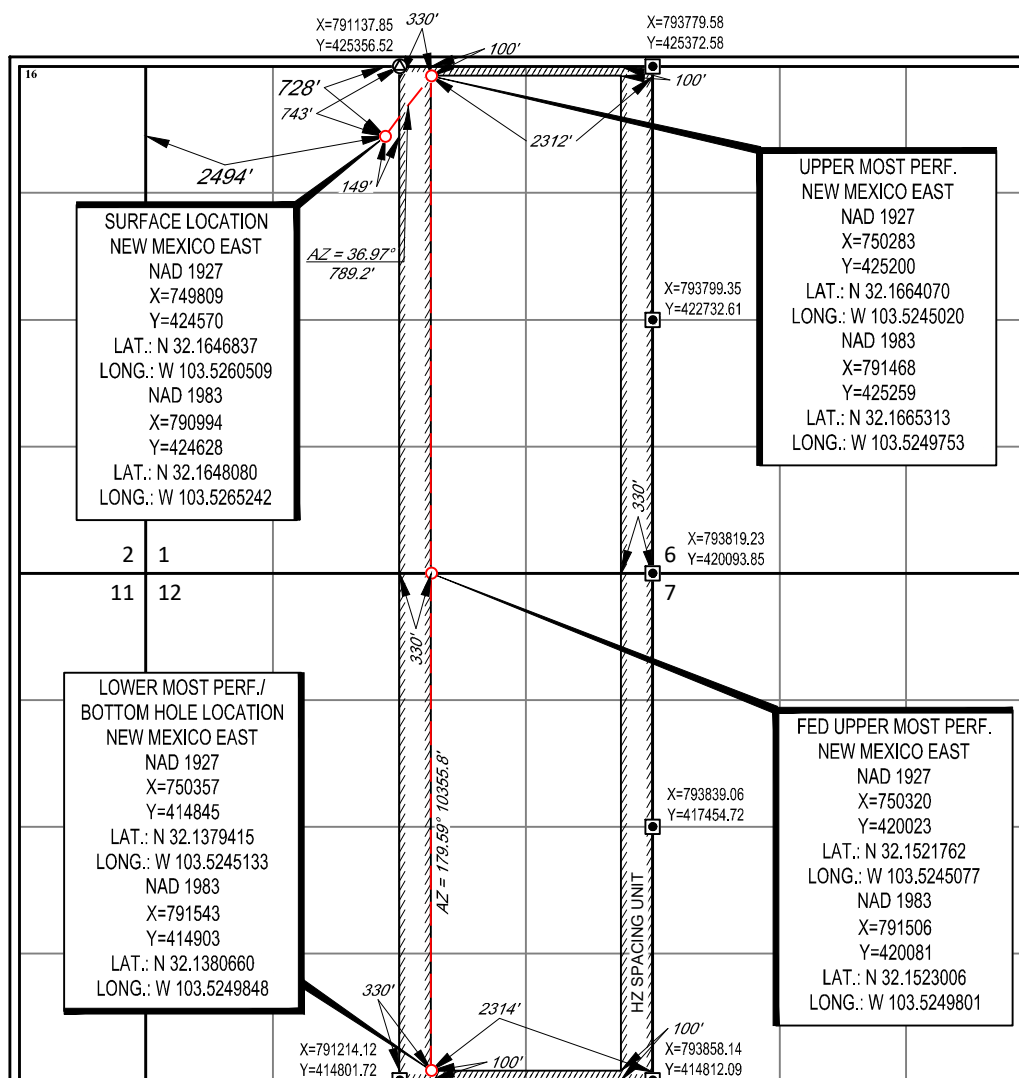 X=791137.85
Y=425356.52
330'
100'
X=793779.58
Y=425372.58
16
728'
743'
100'
2312'
2494'
149'
AZ = 36.97°
789.2'
SURFACE LOCATION
NEW MEXICO EAST
NAD 1927
X=749809
Y=424570
LAT.: N 32.1646837
LONG.: W 103.5260509
NAD 1983
X=790994
Y=424628
LAT.: N 32.1648080
LONG.: W 103.5265242
UPPER MOST PERF.
NEW MEXICO EAST
NAD 1927
X=750283
Y=425200
LAT.: N 32.1664070
LONG.: W 103.5245020
NAD 1983
X=791468
Y=425259
LAT.: N 32.1665313
LONG.: W 103.5249753
X=793799.35
Y=422732.61
330'
2 1
11 12
6
7
X=793819.23
Y=420093.85
330'
LOWER MOST PERF./
BOTTOM HOLE LOCATION
NEW MEXICO EAST
NAD 1927
X=750357
Y=414845
LAT.: N 32.1379415
LONG.: W 103.5245133
NAD 1983
X=791543
Y=414903
LAT.: N 32.1380660
LONG.: W 103.5249848
AZ = 179.59° 10355.8'
X=793839.06
Y=417454.72
HZ SPACING UNIT
FED UPPER MOST PERF.
NEW MEXICO EAST
NAD 1927
X=750320
Y=420023
LAT.: N 32.1521762
LONG.: W 103.5245077
NAD 1983
X=791506
Y=420081
LAT.: N 32.1523006
LONG.: W 103.5249801
330'
2314'
100'
100'
X=791214.12
Y=414801.72
X=793858.14
Y=414812.09